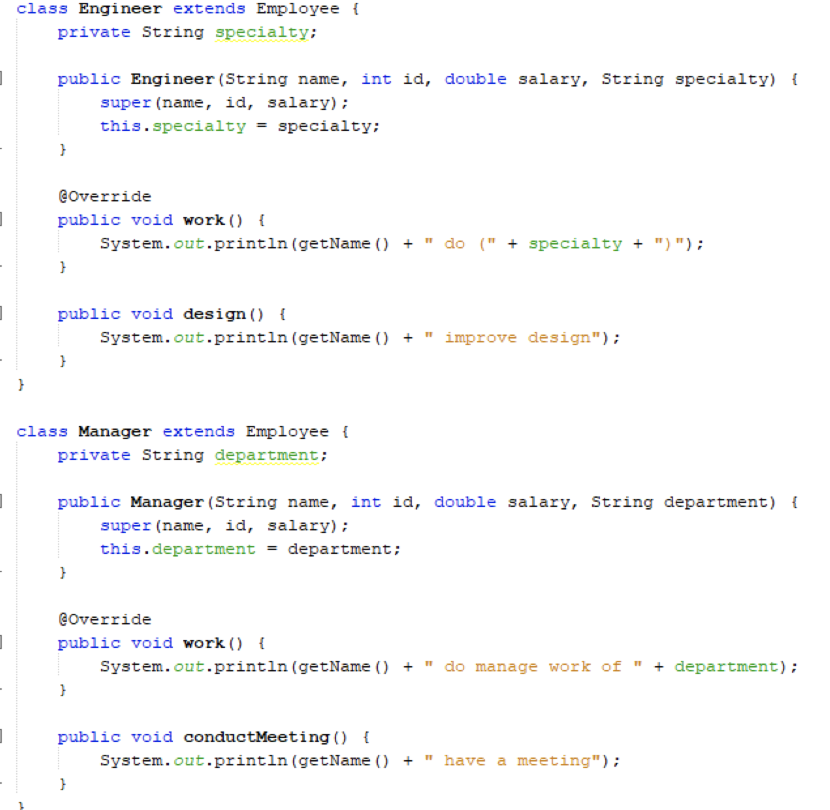 class Engineer extends Employee {
    private String specialty;

    public Engineer(String name, int id, double salary, String specialty) {
        super(name, id, salary);
        this.specialty = specialty;
    }

    @Override
    public void work() {
        System.out.println(getName() + " do (" + specialty + ")");
    }

    public void design() {
        System.out.println(getName() + " improve design");
    }
}

class Manager extends Employee {
    private String department;

    public Manager(String name, int id, double salary, String department) {
        super(name, id, salary);
        this.department = department;
    }

    @Override
    public void work() {
        System.out.println(getName() + " do manage work of " + department);
    }

    public void conductMeeting() {
        System.out.println(getName() + " have a meeting");
    }
}